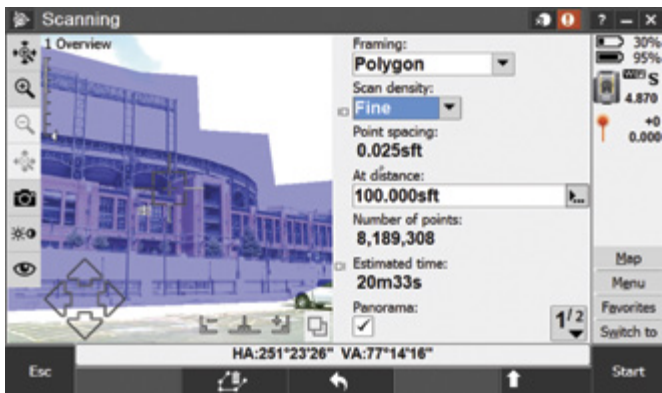 Scanning
? – X
1 Overview
Framing:
Polygon
Scan density:
Fine
Point spacing:
0.025sft
At distance:
100.000sft
Number of points:
8,189,308
Estimated time:
20m33s
Panorama:
1/2
30%
95%
S
4.870
+0
0.000
Map
Menu
Favorites
Switch to
HA:251°23'26" VA:77°14'16"
Esc
Start